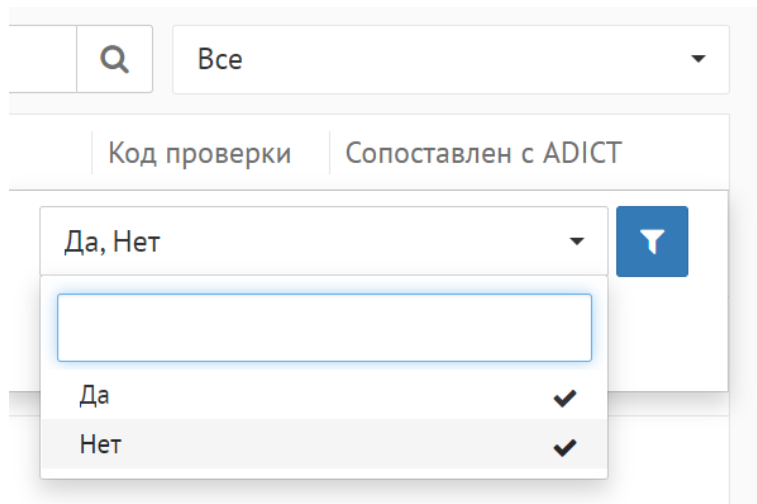 Все
Код проверки Сопоставлен с ADICT
Да, Нет
Да
Нет